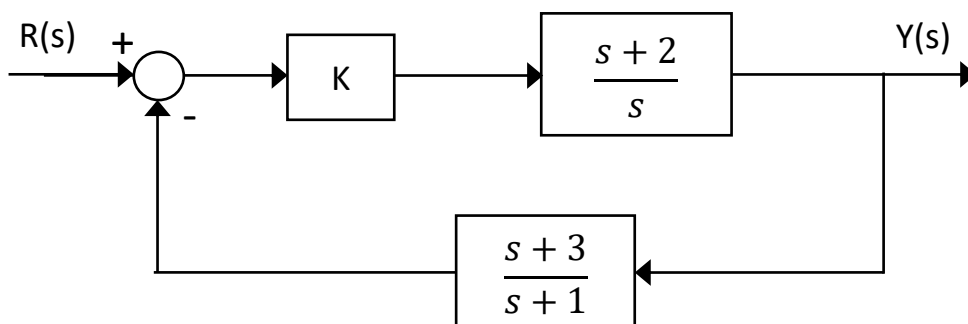 R(s)
+
-
K
s + 2
s
Y(s)
s + 3
s + 1